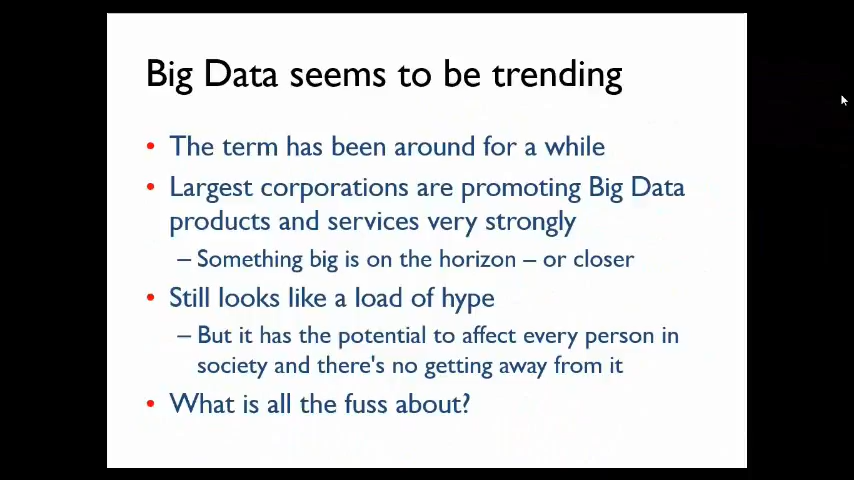 Big Data seems to be trending
• The term has been around for a while
• Largest corporations are promoting Big Data
products and services very strongly
– Something big is on the horizon – or closer
• Still looks like a load of hype
– But it has the potential to affect every person in
society and there's no getting away from it
• What is all the fuss about?